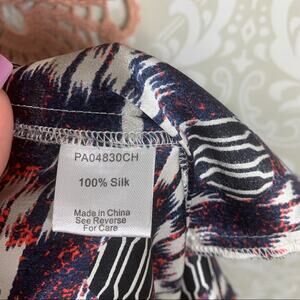 PA04830CH
100% Silk
Made in China
See Reverse
For Care